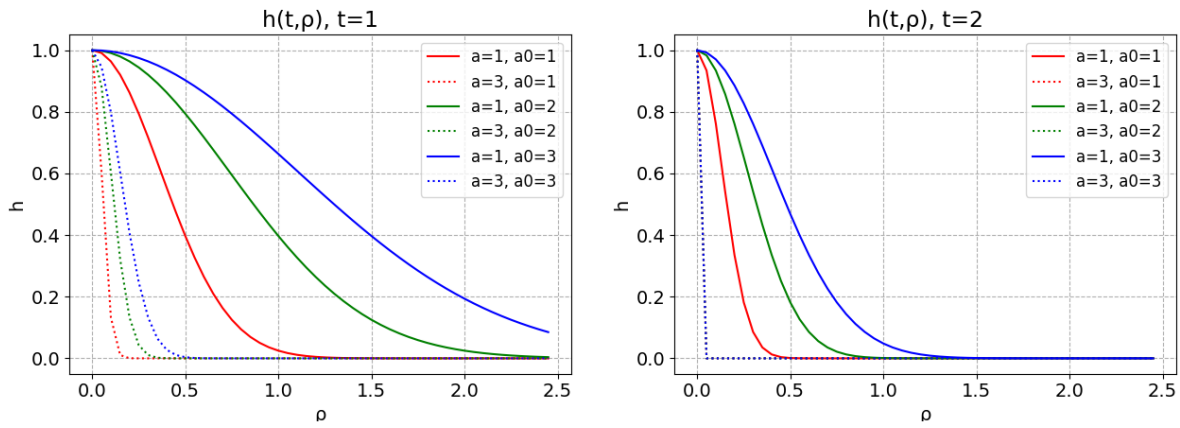 h(t,ρ), t=1
h
1.0
0.8
0.6
0.4
0.2
0.0
a=1, a0=1
a=3, a0=1
a=1, a0=2
a=3, a0=2
a=1, a0=3
a=3, a0=3
0.0 0.5 1.0 1.5 2.0 2.5
ρ
h(t,ρ), t=2
h
1.0
0.8
0.6
0.4
0.2
0.0
a=1, a0=1
a=3, a0=1
a=1, a0=2
a=3, a0=2
a=1, a0=3
a=3, a0=3
0.0 0.5 1.0 1.5 2.0 2.5
ρ